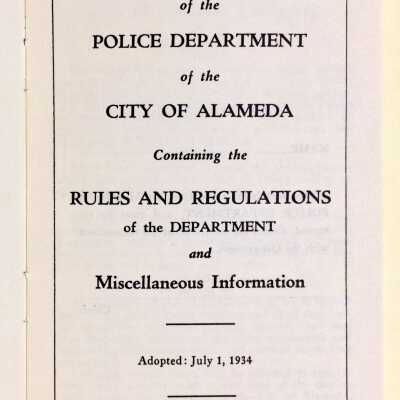 of the
POLICE DEPARTMENT
of the
CITY OF ALAMEDA
Containing the
RULES AND REGULATIONS
of the DEPARTMENT
and
Miscellaneous Information
Adopted: July 1, 1934